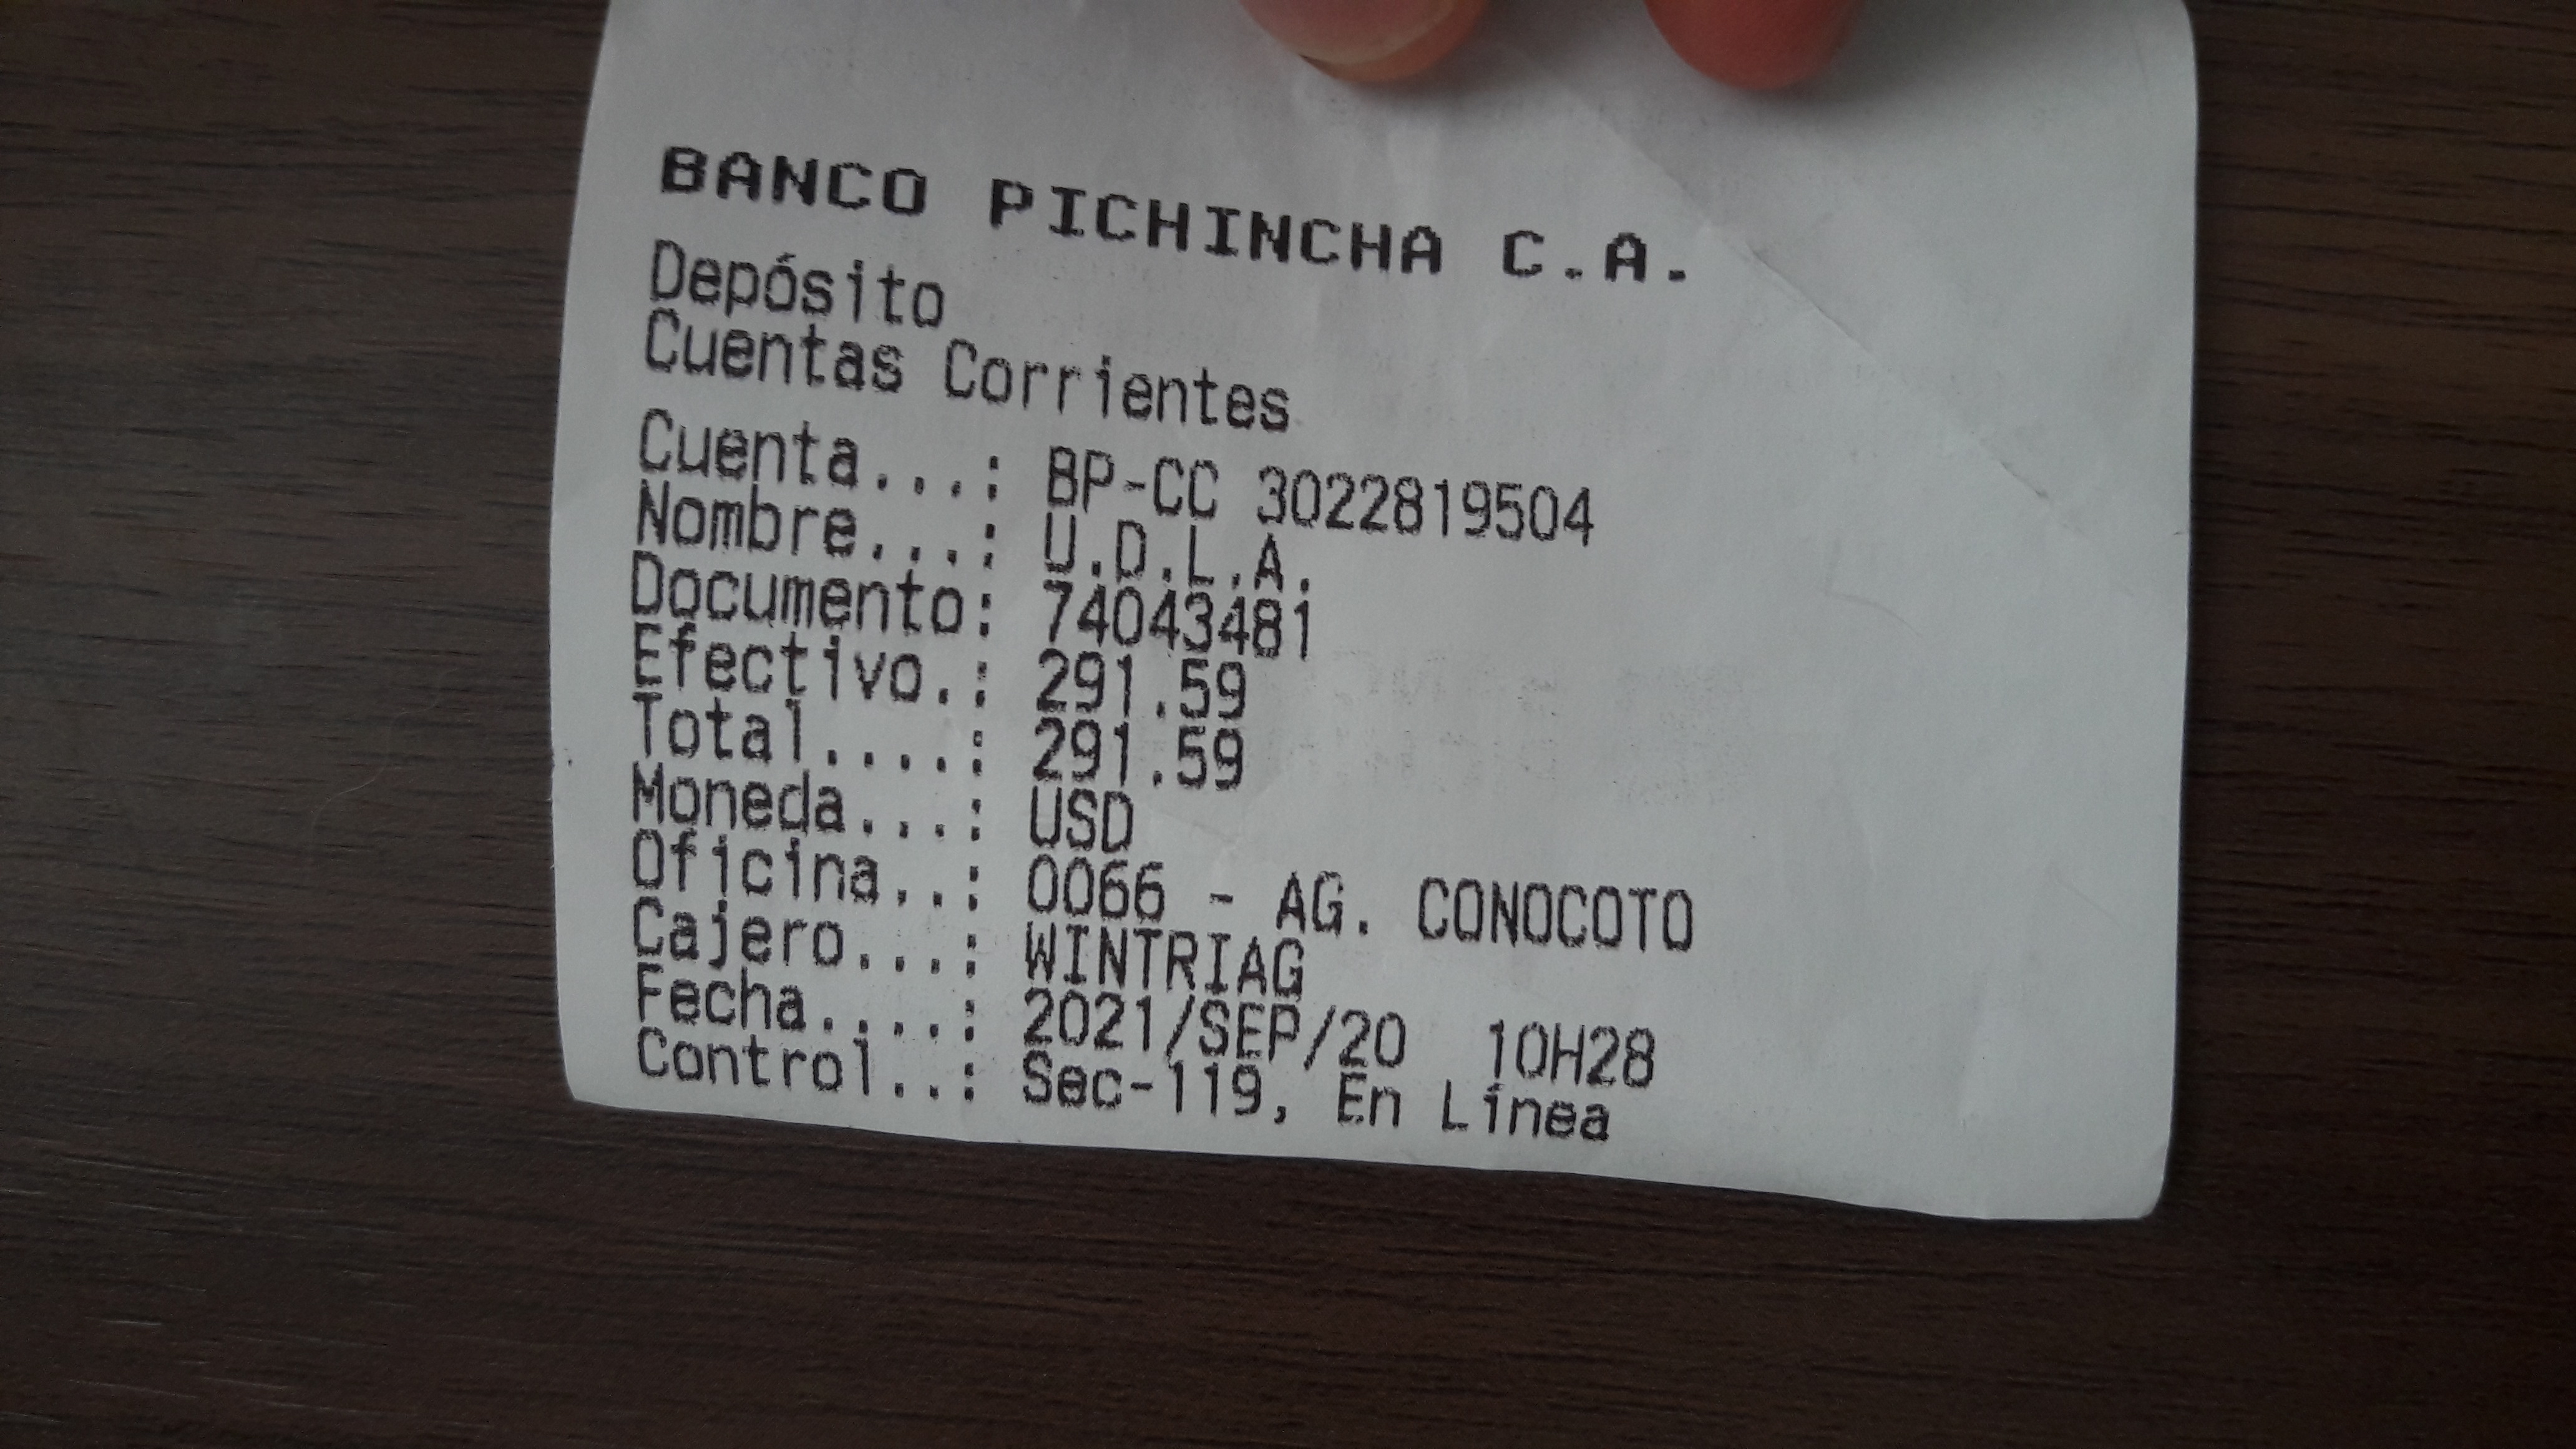 BANCO PICHINCHA C.A.
Depósito
Cuentas Corrientes
Cuenta...: BP-CC 3022819504
Nombre...: U.D.L.A.
Documento: 74043481
Efectivo.: 291.59
Total....: 291.59
Moneda...: USD
Oficina..: 0066 - AG. CONOCOTO
Cajero...: WINTRIAG
Fecha....: 2021/SEP/20 10H28
Control..: Sec-119, En Línea